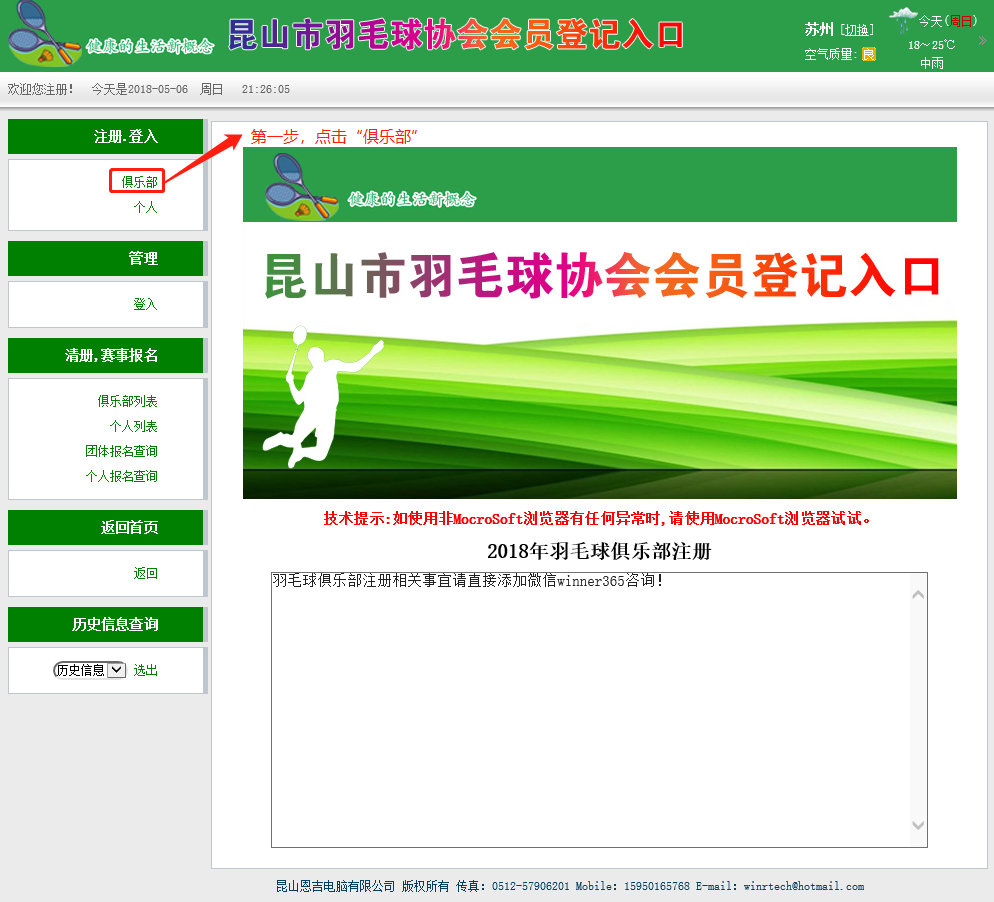 健康的生活新概念
昆山市羽毛球协会会员登记入口
苏州 [切换]
空气质量: 良
今天(周日)
18～25℃
中雨
欢迎您注册! 今天是2018-05-06 周日 21:26:05
注册.登入
俱乐部
个人
管理
登入
清册,赛事报名
俱乐部列表
个人列表
团体报名查询
个人报名查询
返回首页
返回
历史信息查询
历史信息 选出
第一步，点击“俱乐部”
健康的生活新概念
昆山市羽毛球协会会员登记入口
技术提示:如使用非MocroSoft浏览器有任何异常时,请使用MocroSoft浏览器试试。
2018年羽毛球俱乐部注册
羽毛球俱乐部注册相关事宜请直接添加微信winner365咨询!
昆山恩吉电脑有限公司 版权所有 传真: 0512-57906201 Mobile: 15950165768 E-mail: winrtech@hotmail.com